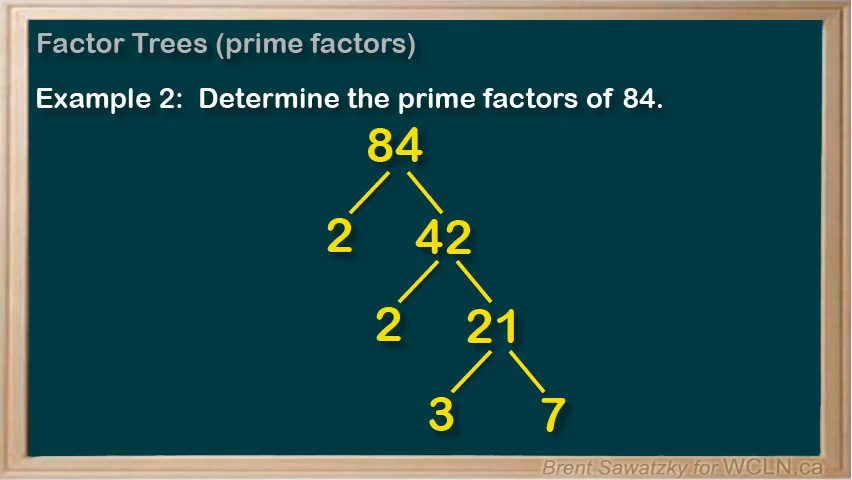 Factor Trees (prime factors)
Example 2: Determine the prime factors of 84.
84
2 42
2 21
3 7
Brent Sawatzky for WCLN.ca